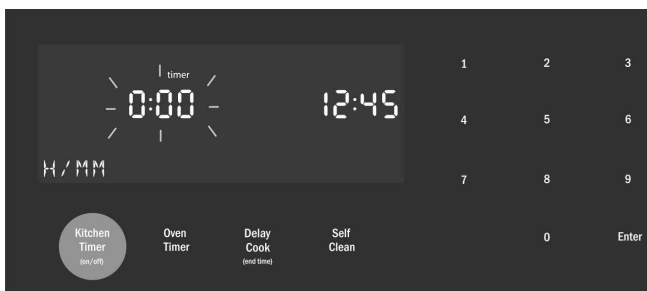 timer
0:00
12:45
H/MM
1 2 3
4 5 6
7 8 9
0 Enter
Kitchen
Timer
(on/off)
Oven
Timer
Delay
Cook
(end time)
Self
Clean